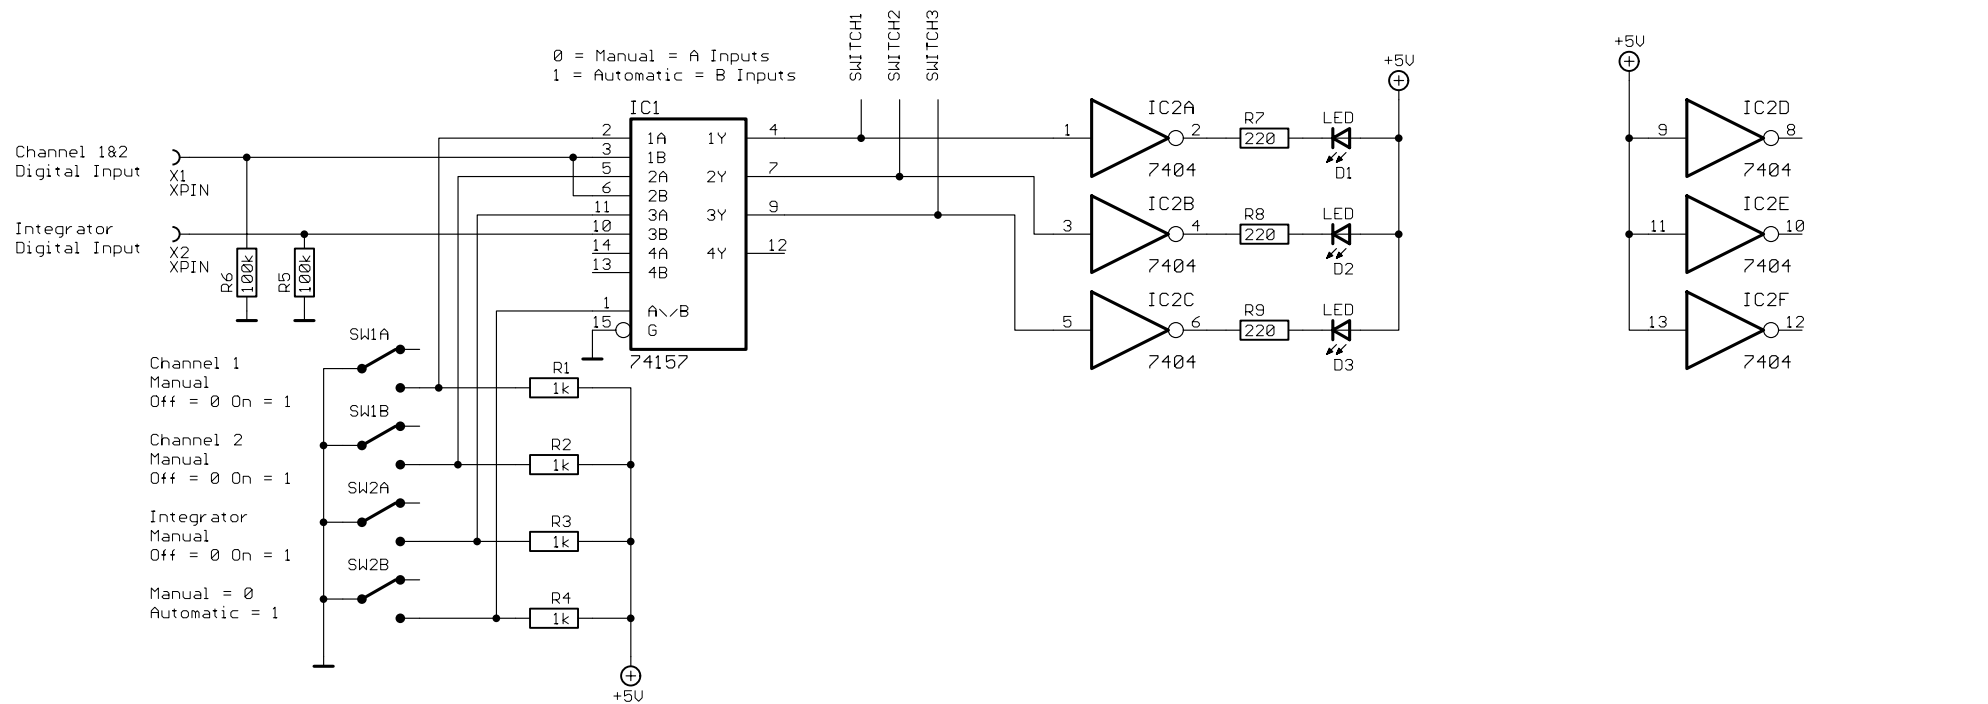 0 = Manual = A Inputs
1 = Automatic = B Inputs
SWITCH1
SWITCH2
SWITCH3
Channel 1&2
Digital Input
X1
XPIN
Integrator
Digital Input
X2
XPIN
R6
100k
R5
100k
IC1
2
3
5
6
11
10
14
13
1
15
1A
1B
2A
2B
3A
3B
4A
4B
A\/B
G
1Y
2Y
3Y
4Y
4
7
9
12
74157
1
IC2A
2
7404
R7
220
LED
D1
3
IC2B
4
7404
R8
220
LED
D2
5
IC2C
6
7404
R9
220
LED
D3
+5V
+5V
9
IC2D
8
7404
11
IC2E
10
7404
13
IC2F
12
7404
Channel 1
Manual
Off = 0 On = 1
SW1A
R1
1k
Channel 2
Manual
Off = 0 On = 1
SW1B
R2
1k
Integrator
Manual
Off = 0 On = 1
SW2A
R3
1k
Manual = 0
Automatic = 1
SW2B
R4
1k
+5V